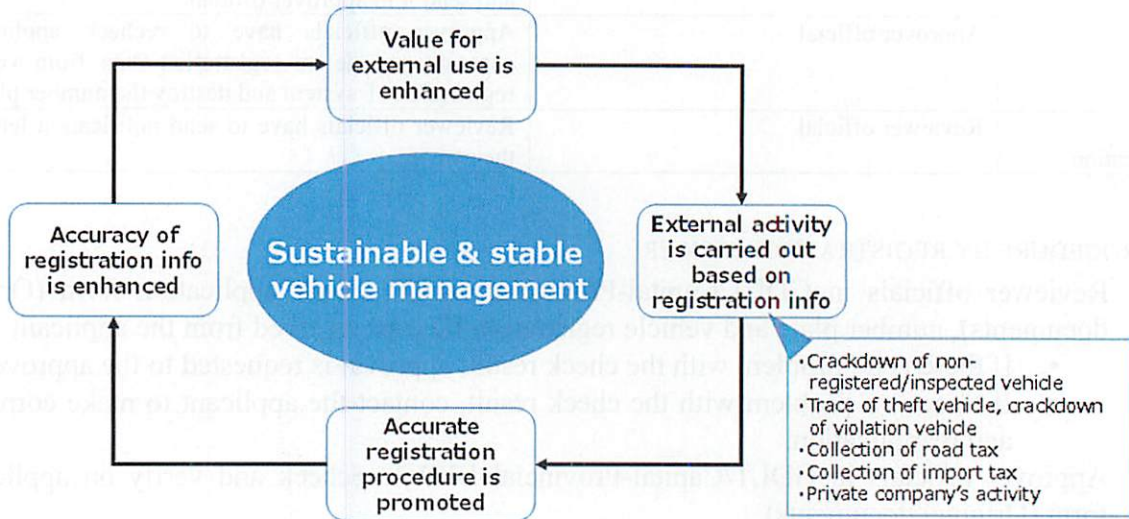 Value for
external use is
enhanced
Accuracy of
registration info
is enhanced
Sustainable & stable
vehicle management
External activity
is carried out
based on
registration info
・Crackdown of non-
registered/inspected vehicle
・Trace of theft vehicle, crackdown
of violation vehicle
・Collection of road tax
・Collection of import tax
・Private company's activity
Accurate
registration
procedure is
promoted